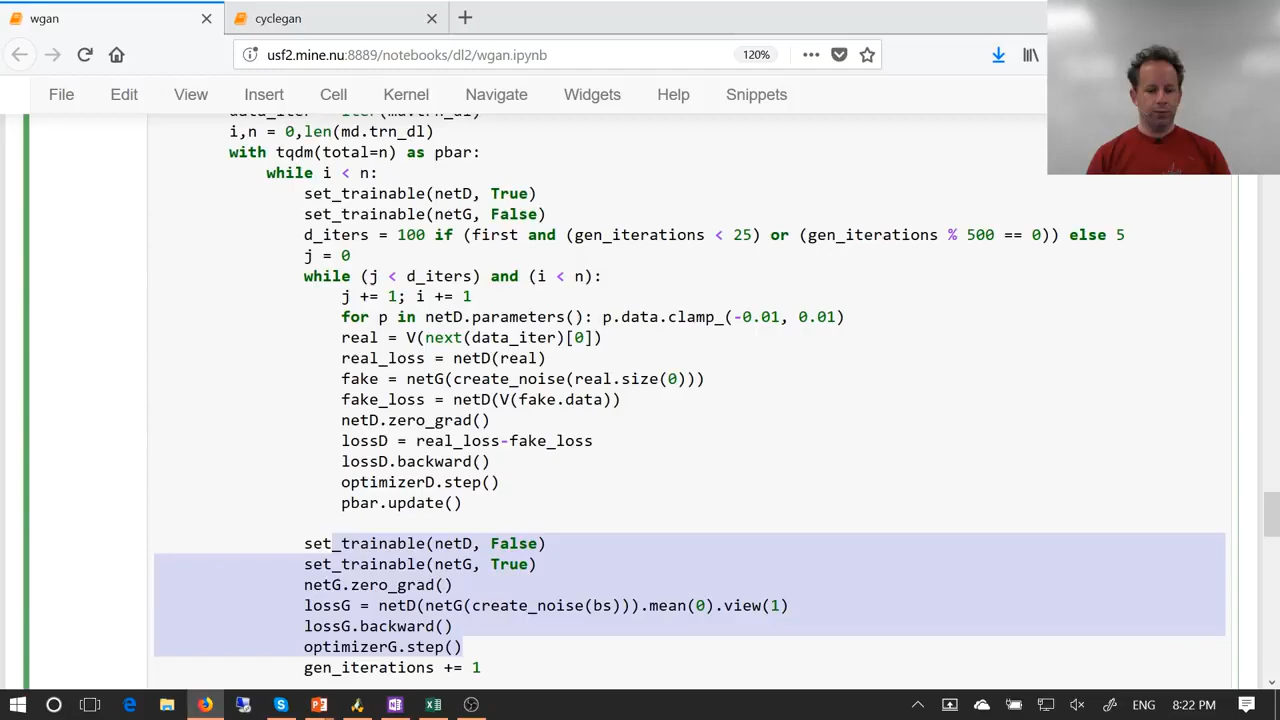 wgan
cyclegan
usf2.mine.nu:8889/notebooks/dl2/wgan.ipynb
120%
File Edit View Insert Cell Kernel Navigate Widgets Help Snippets
i,n = 0,len(md.trn_dl)
with tqdm(total=n) as pbar:
while i < n:
set_trainable(netD, True)
set_trainable(netG, False)
d_iters = 100 if (first and (gen_iterations < 25) or (gen_iterations % 500 == 0)) else 5
j = 0
while (j < d_iters) and (i < n):
j += 1; i += 1
for p in netD.parameters(): p.data.clamp_(-0.01, 0.01)
real = V(next(data_iter)[0])
real_loss = netD(real)
fake = netG(create_noise(real.size(0)))
fake_loss = netD(V(fake.data))
netD.zero_grad()
lossD = real_loss-fake_loss
lossD.backward()
optimizerD.step()
pbar.update()
set_trainable(netD, False)
set_trainable(netG, True)
netG.zero_grad()
lossG = netD(netG(create_noise(bs))).mean(0).view(1)
lossG.backward()
optimizerG.step()
gen_iterations += 1
ENG 8:22 PM